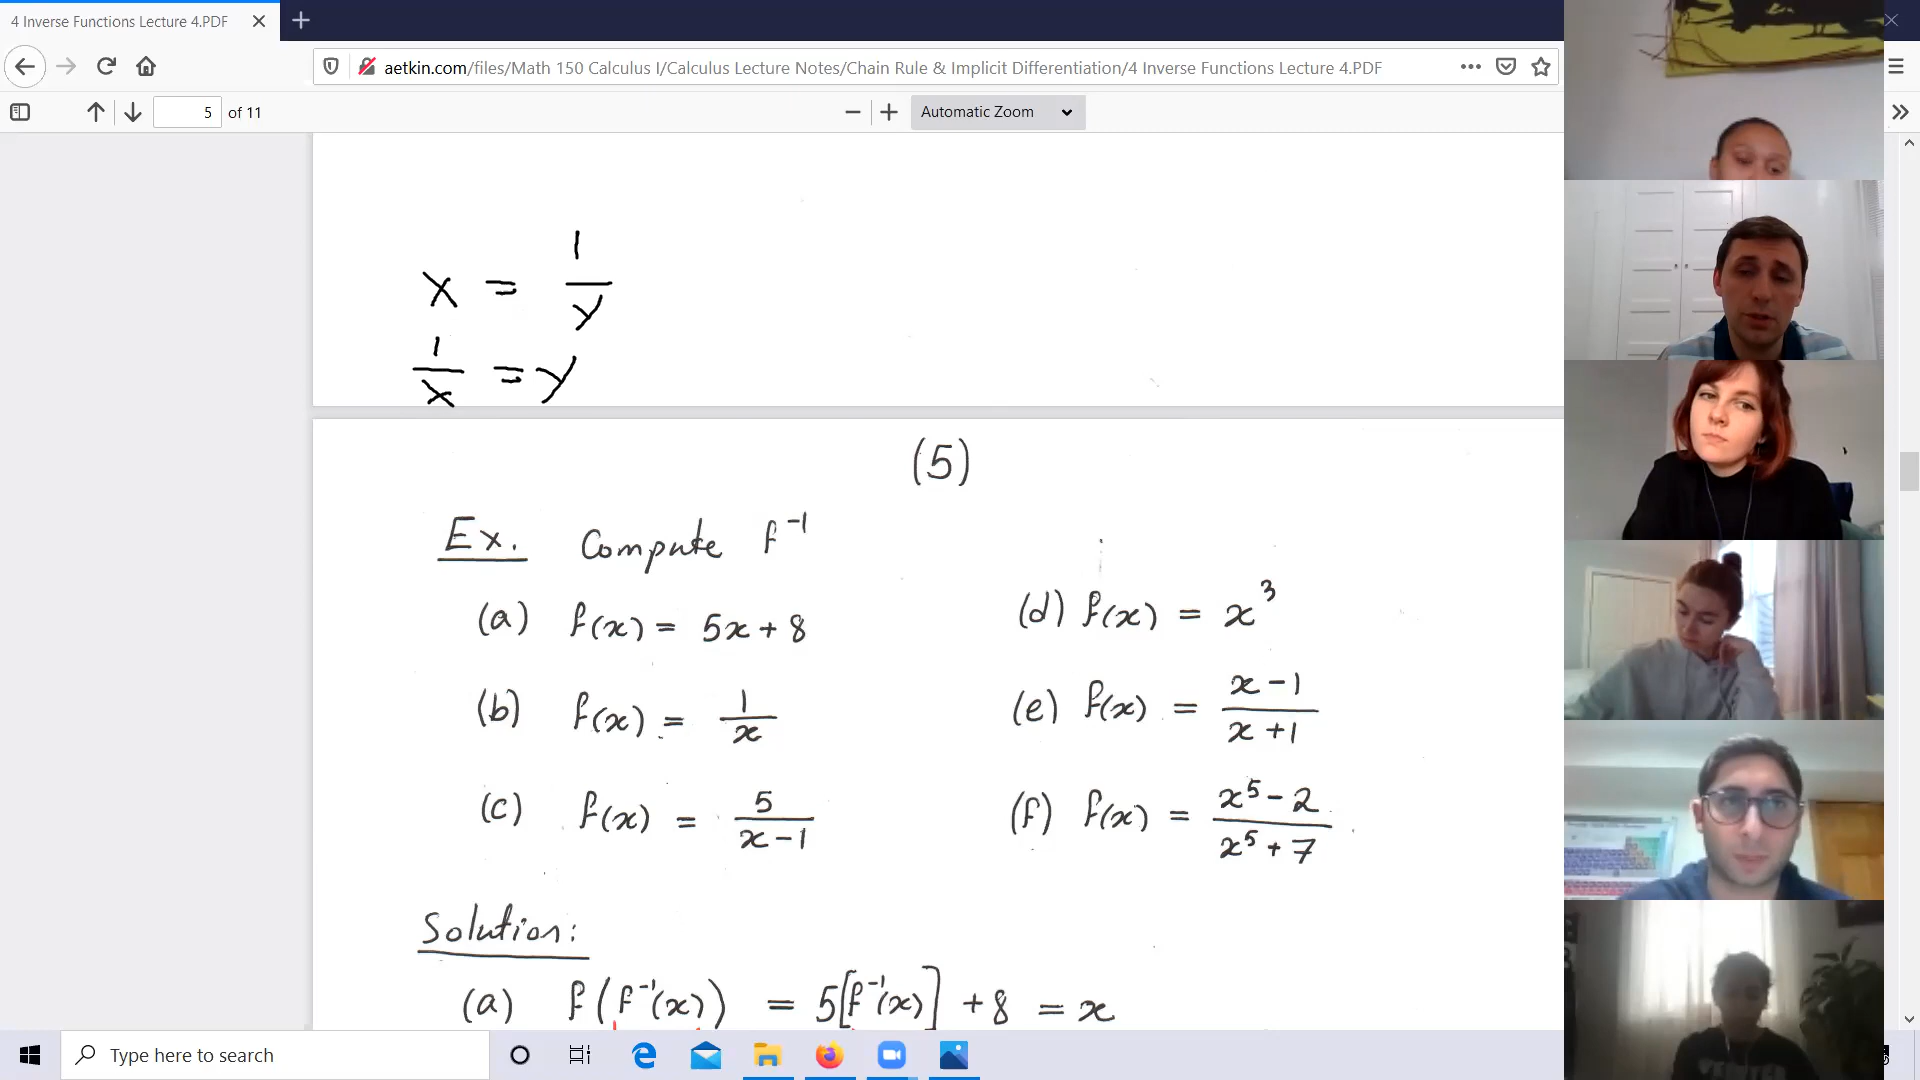 4 Inverse Functions Lecture 4.PDF
aetkin.com/files/Math 150 Calculus I/Calculus Lecture Notes/Chain Rule & Implicit Differentiation/4 Inverse Functions Lecture 4.PDF
5 of 11
Automatic Zoom
x = 1/y
1/x = y
(5)
Ex. Compute f⁻¹
(a) f(x) = 5x + 8
(d) f(x) = x³
(b) f(x) = 1/x
(e) f(x) = (x - 1)/(x + 1)
(c) f(x) = 5/(x - 1)
(f) f(x) = (x⁵ - 2)/(x⁵ + 7)
Solution:
(a) f(f⁻¹(x)) = 5[f⁻¹(x)] + 8 = x
Type here to search